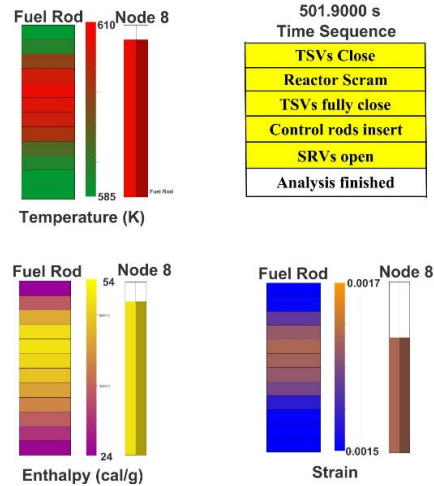 Fuel Rod
610
Node 8
585
Fuel Rod
Temperature (K)
501.9000 s
Time Sequence
TSVs Close
Reactor Scram
TSVs fully close
Control rods insert
SRVs open
Analysis finished
Fuel Rod
54
Node 8
24
Enthalpy (cal/g)
Fuel Rod
0.0017
Node 8
0.0015
Strain